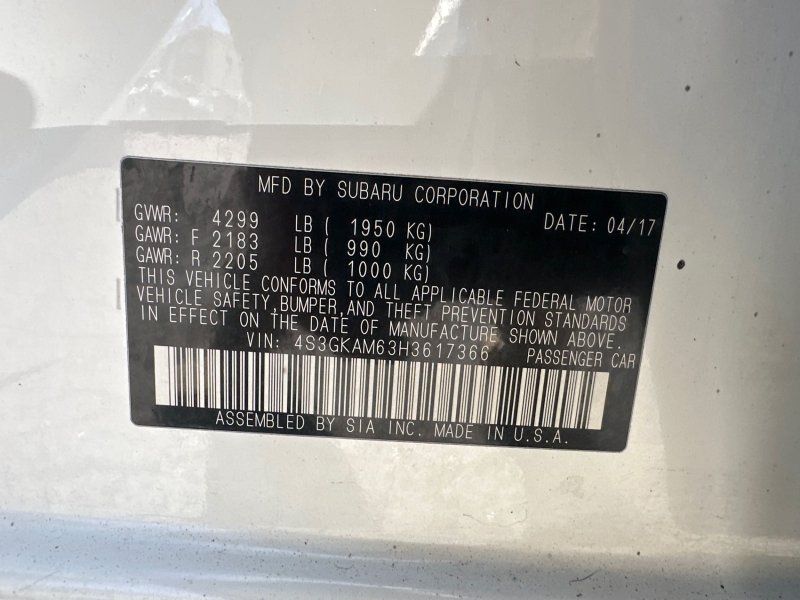 MFD BY SUBARU CORPORATION
GVWR: 4299 LB ( 1950 KG) DATE: 04/17
GAWR: F 2183 LB ( 990 KG)
GAWR: R 2205 LB ( 1000 KG)
THIS VEHICLE CONFORMS TO ALL APPLICABLE FEDERAL MOTOR
VEHICLE SAFETY,BUMPER,AND THEFT PREVENTION STANDARDS
IN EFFECT ON THE DATE OF MANUFACTURE SHOWN ABOVE.
VIN: 4S3GKAM63H3617366 PASSENGER CAR
ASSEMBLED BY SIA INC. MADE IN U.S.A.